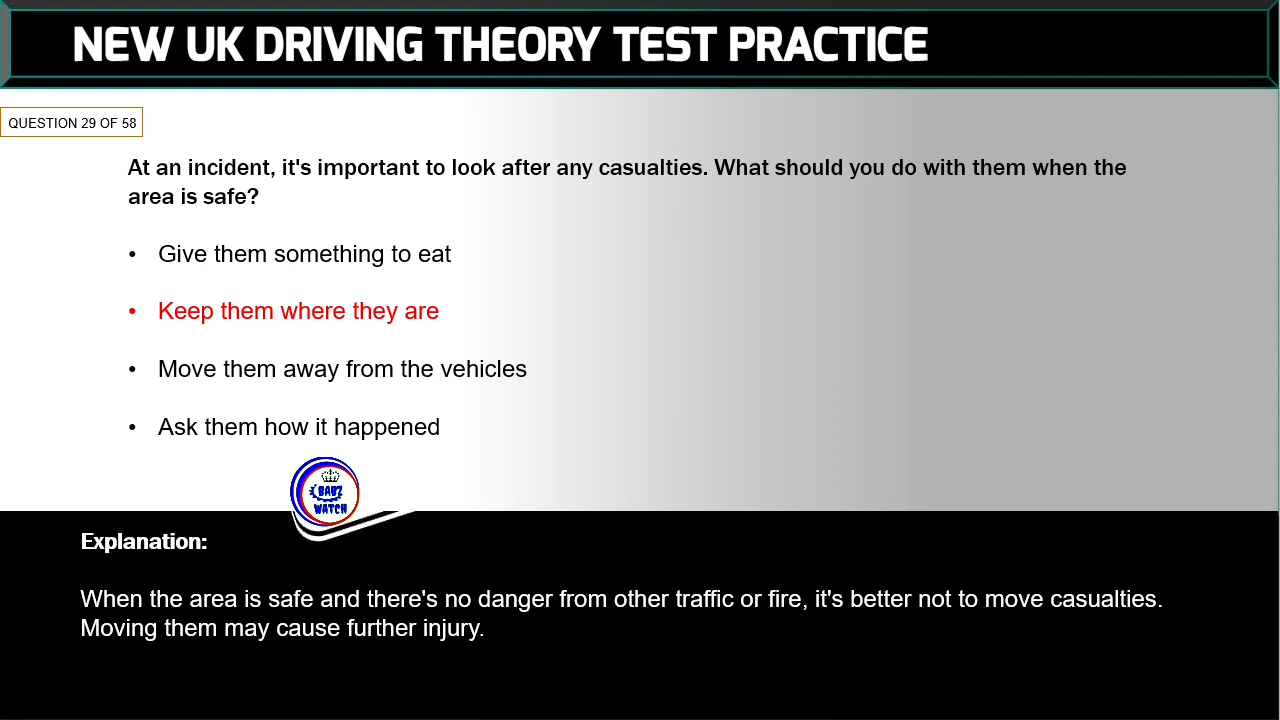 NEW UK DRIVING THEORY TEST PRACTICE
QUESTION 29 OF 58
At an incident, it's important to look after any casualties. What should you do with them when the
area is safe?
• Give them something to eat
• Keep them where they are
• Move them away from the vehicles
• Ask them how it happened
BABZ
WATCH
Explanation:
When the area is safe and there's no danger from other traffic or fire, it's better not to move casualties.
Moving them may cause further injury.